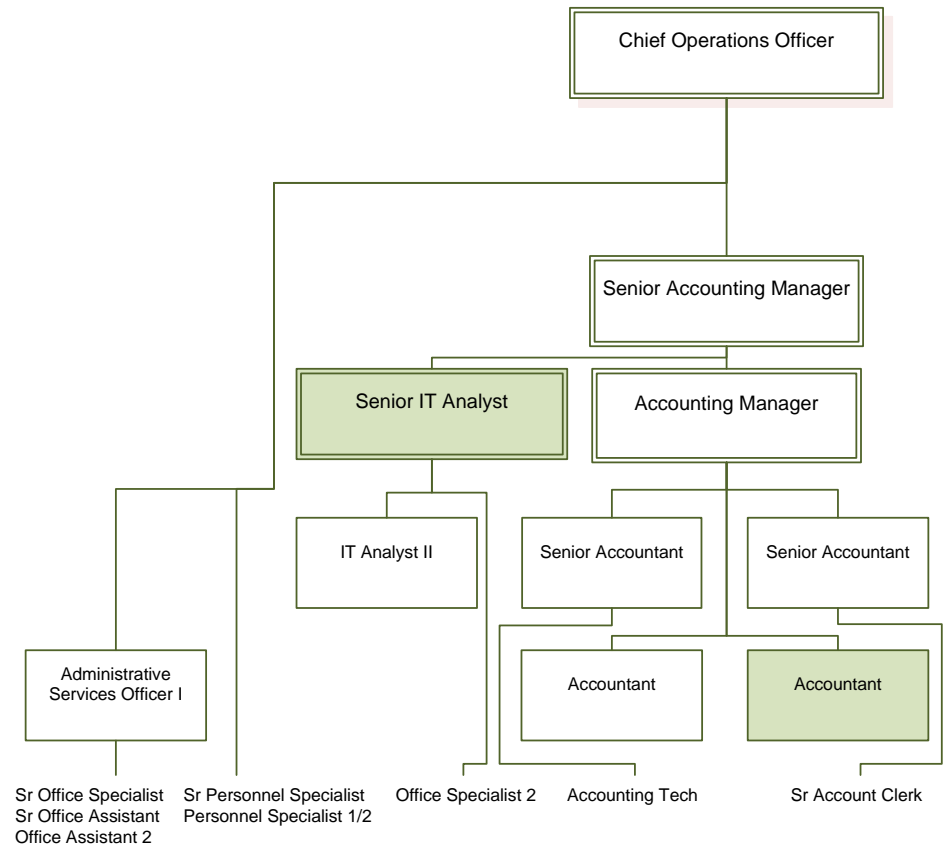 Chief Operations Officer
Senior Accounting Manager
Senior IT Analyst
Accounting Manager
IT Analyst II
Senior Accountant
Senior Accountant
Administrative
Services Officer I
Accountant
Accountant
Sr Office Specialist
Sr Office Assistant
Office Assistant 2
Sr Personnel Specialist
Personnel Specialist 1/2
Office Specialist 2
Accounting Tech
Sr Account Clerk